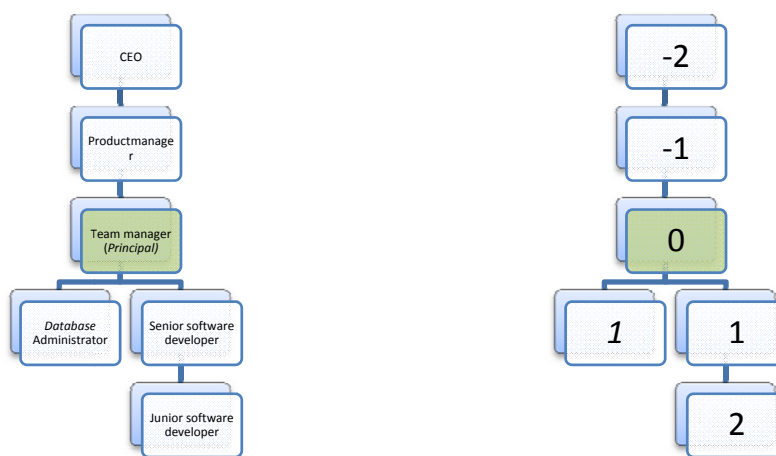 CEO
Productmanage
r
Team manager
(Principal)
Database
Administrator
Senior software
developer
Junior software
developer
-2
-1
0
1
1
2